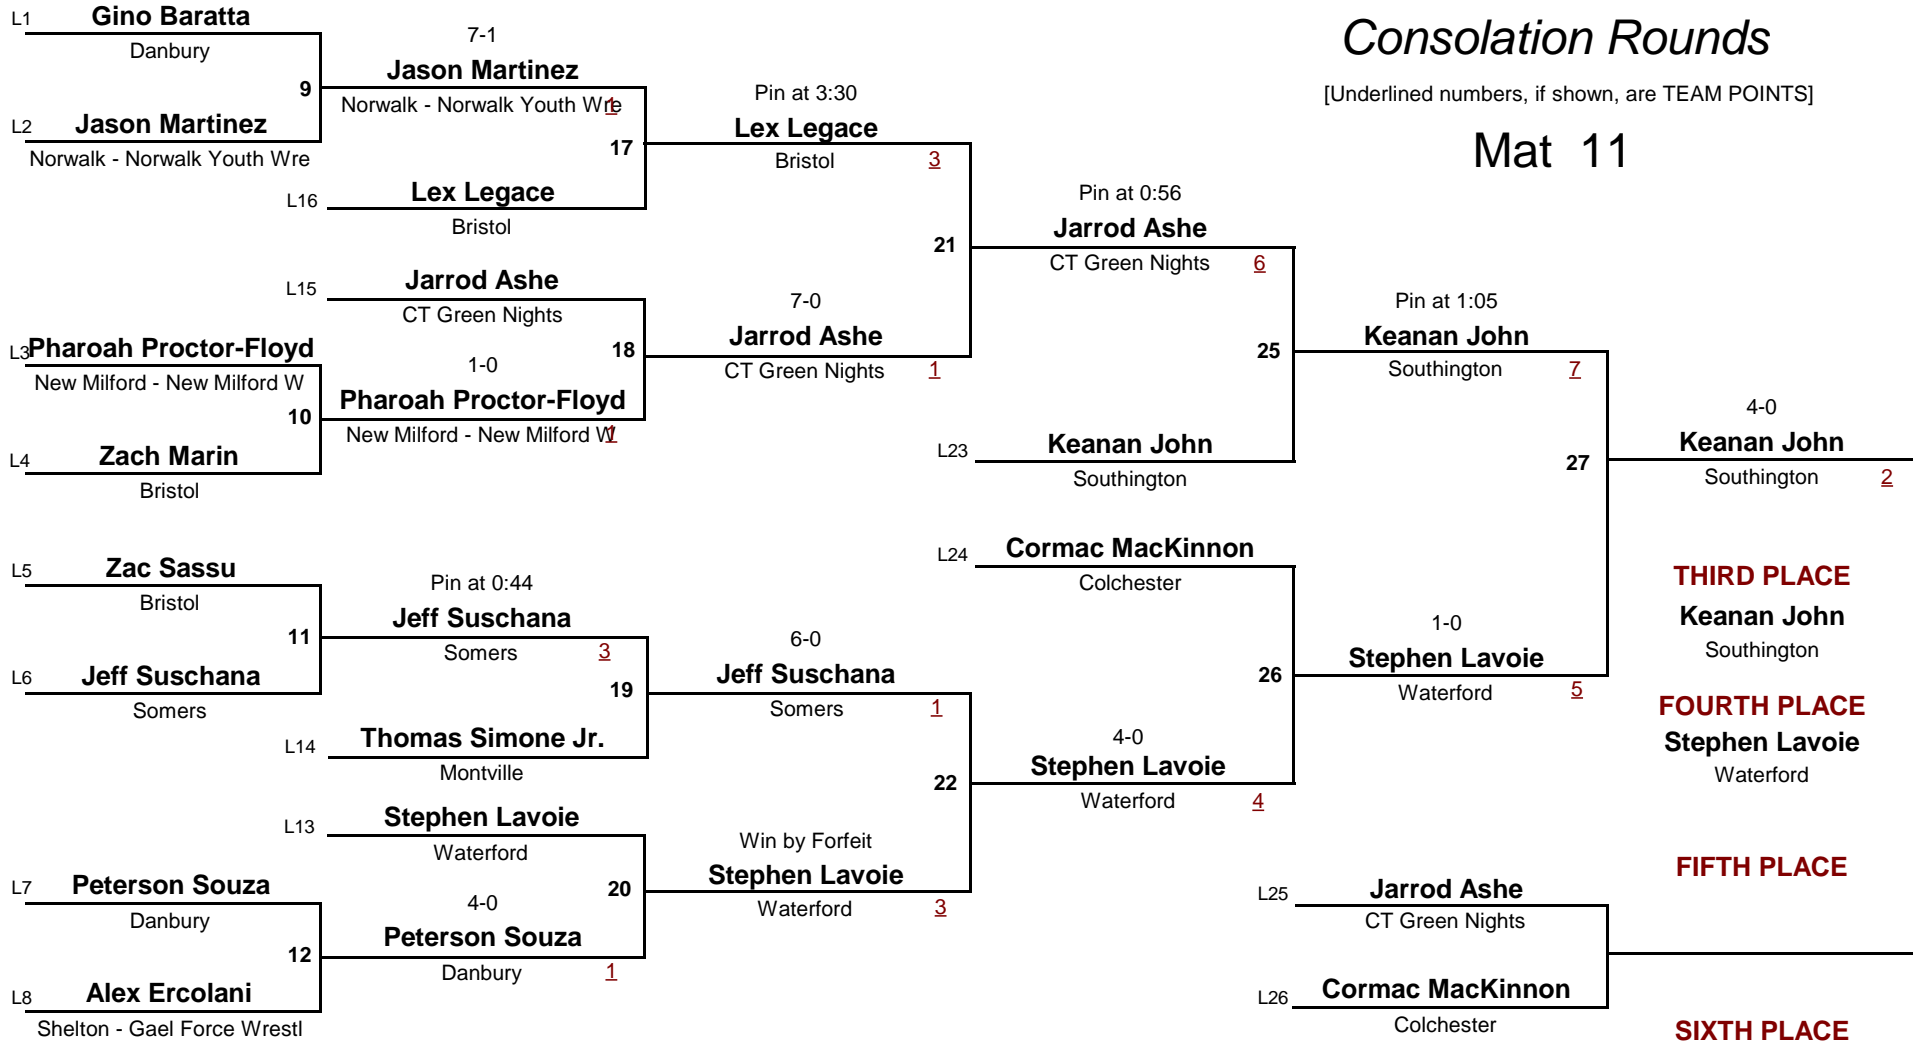 Consolation Rounds
[Underlined numbers, if shown, are TEAM POINTS]
Mat 11
L1 Gino Baratta
Danbury
9
L2 Jason Martinez
Norwalk - Norwalk Youth Wre
L3 Pharoah Proctor-Floyd
New Milford - New Milford W
10
L4 Zach Marin
Bristol
L5 Zac Sassu
Bristol
11
L6 Jeff Suschana
Somers
L7 Peterson Souza
Danbury
12
L8 Alex Ercolani
Shelton - Gael Force Wrestl
7-1
Jason Martinez
Norwalk - Norwalk Youth Wre 1
17
L16 Lex Legace
Bristol
L15 Jarrod Ashe
CT Green Nights
18
1-0
Pharoah Proctor-Floyd
New Milford - New Milford W 1
Pin at 0:44
Jeff Suschana
Somers 3
19
L14 Thomas Simone Jr.
Montville
L13 Stephen Lavoie
Waterford
20
4-0
Peterson Souza
Danbury 1
Pin at 3:30
Lex Legace
Bristol 3
21
7-0
Jarrod Ashe
CT Green Nights 1
6-0
Jeff Suschana
Somers 1
22
Win by Forfeit
Stephen Lavoie
Waterford 3
Pin at 0:56
Jarrod Ashe
CT Green Nights 6
25
L23 Keanan John
Southington
L24 Cormac MacKinnon
Colchester
26
4-0
Stephen Lavoie
Waterford 4
Pin at 1:05
Keanan John
Southington 7
27
1-0
Stephen Lavoie
Waterford 5
L25 Jarrod Ashe
CT Green Nights
L26 Cormac MacKinnon
Colchester
4-0
Keanan John
Southington 2
THIRD PLACE
Keanan John
Southington
FOURTH PLACE
Stephen Lavoie
Waterford
FIFTH PLACE
SIXTH PLACE